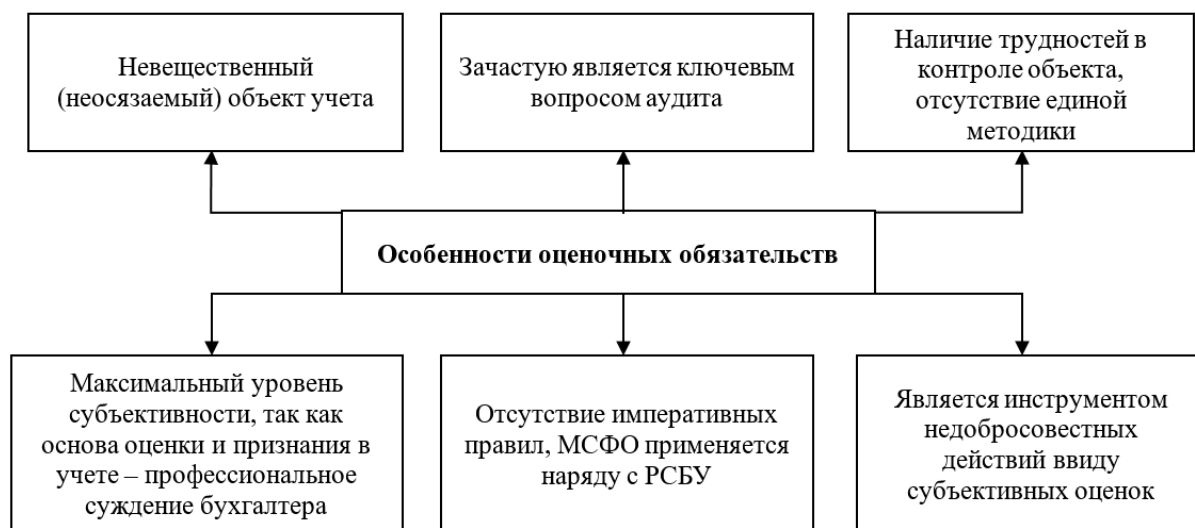 Невещественный
(неосязаемый) объект учета
Зачастую является ключевым
вопросом аудита
Наличие трудностей в
контроле объекта,
отсутствие единой
методики
Особенности оценочных обязательств
Максимальный уровень
субъективности, так как
основа оценки и признания в
учете – профессиональное
суждение бухгалтера
Отсутствие императивных
правил, МСФО применяется
наряду с РСБУ
Является инструментом
недобросовестных
действий ввиду
субъективных оценок